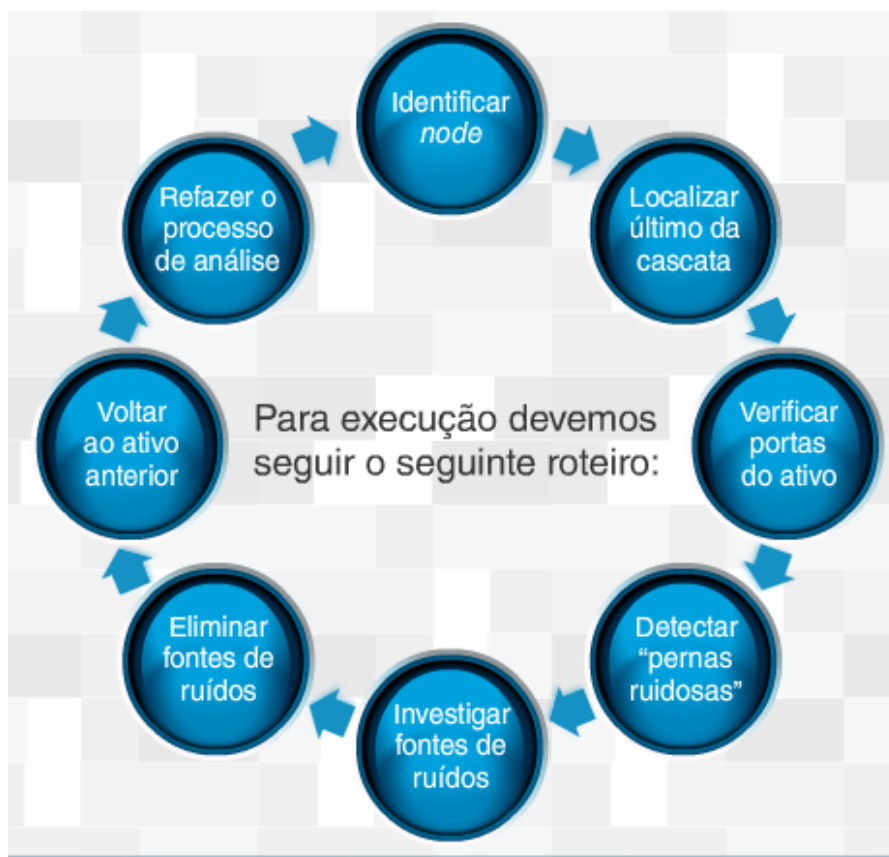 Identificar
node
Localizar
último da
cascata
Verificar
portas
do ativo
Detectar
“pernas
ruidosas”
Investigar
fontes de
ruídos
Eliminar
fontes de
ruídos
Voltar
ao ativo
anterior
Refazer o
processo
de análise
Para execução devemos
seguir o seguinte roteiro: